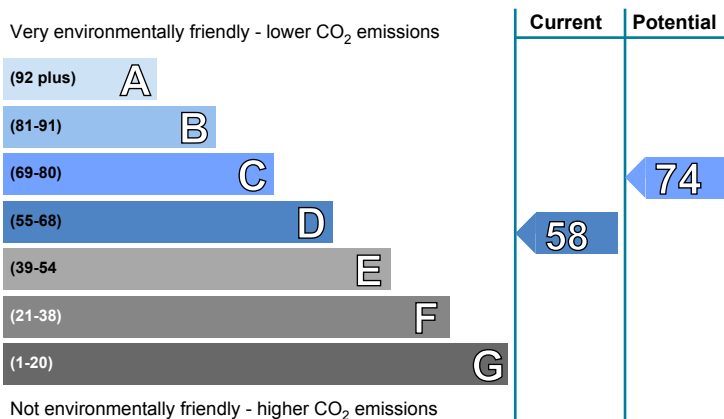 Current Potential
Very environmentally friendly - lower CO2 emissions
(92 plus) A
(81-91) B
(69-80) C
74
(55-68) D
58
(39-54 E
(21-38) F
(1-20) G
Not environmentally friendly - higher CO2 emissions